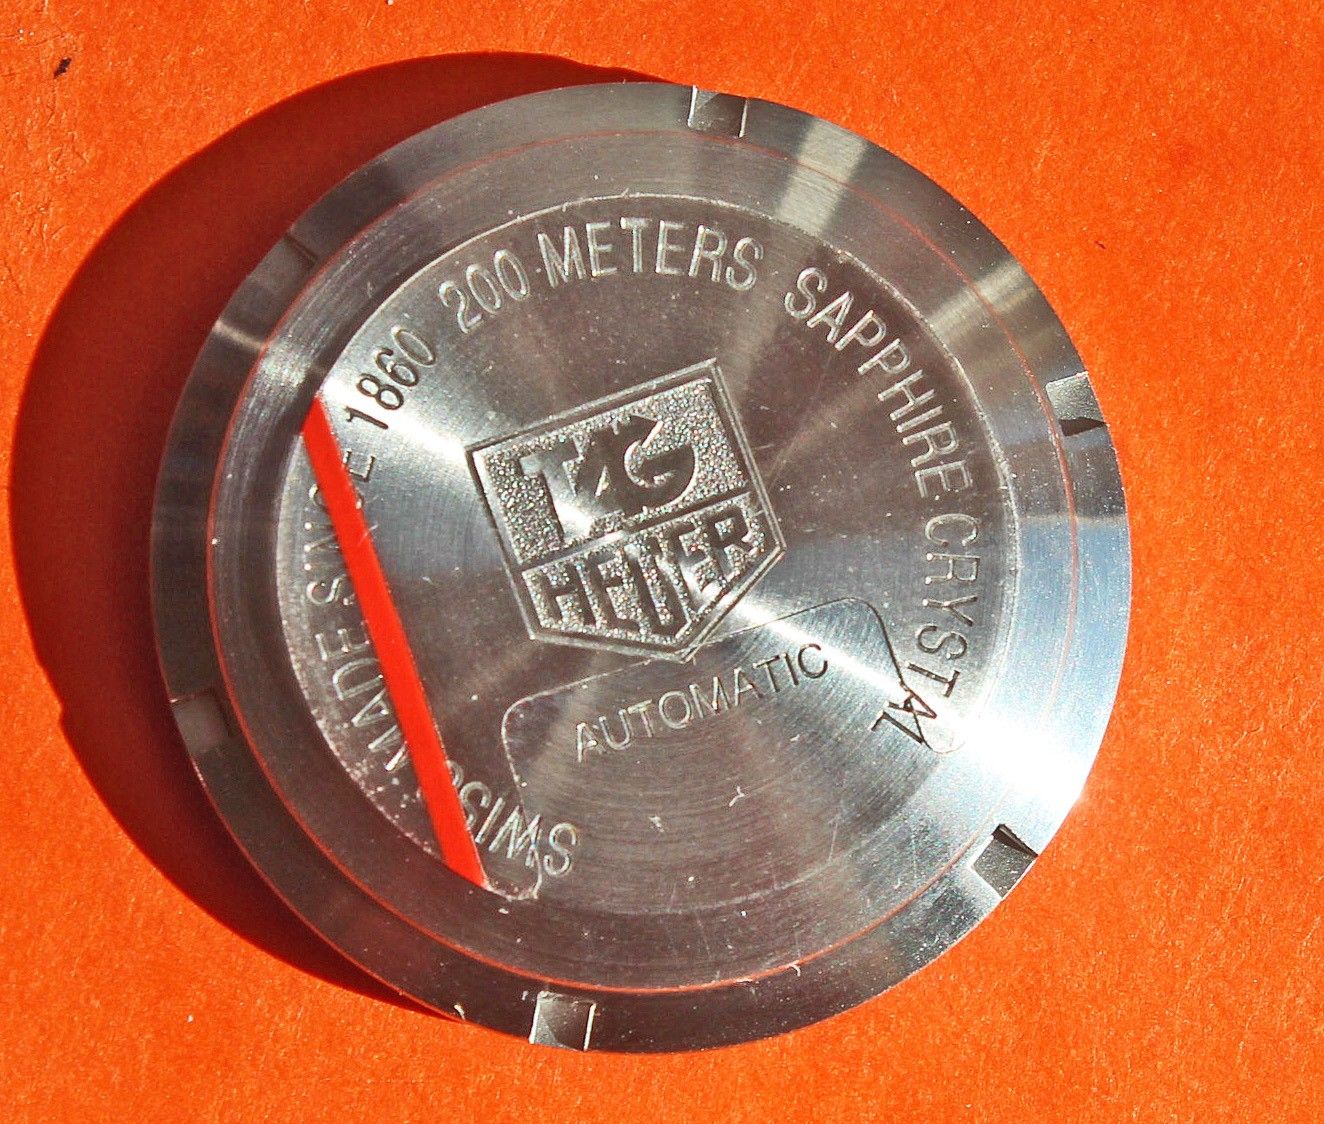 SWISS MADE SINCE 1860 200 METERS SAPPHIRE CRYSTAL
TAG
HEUER
AUTOMATIC